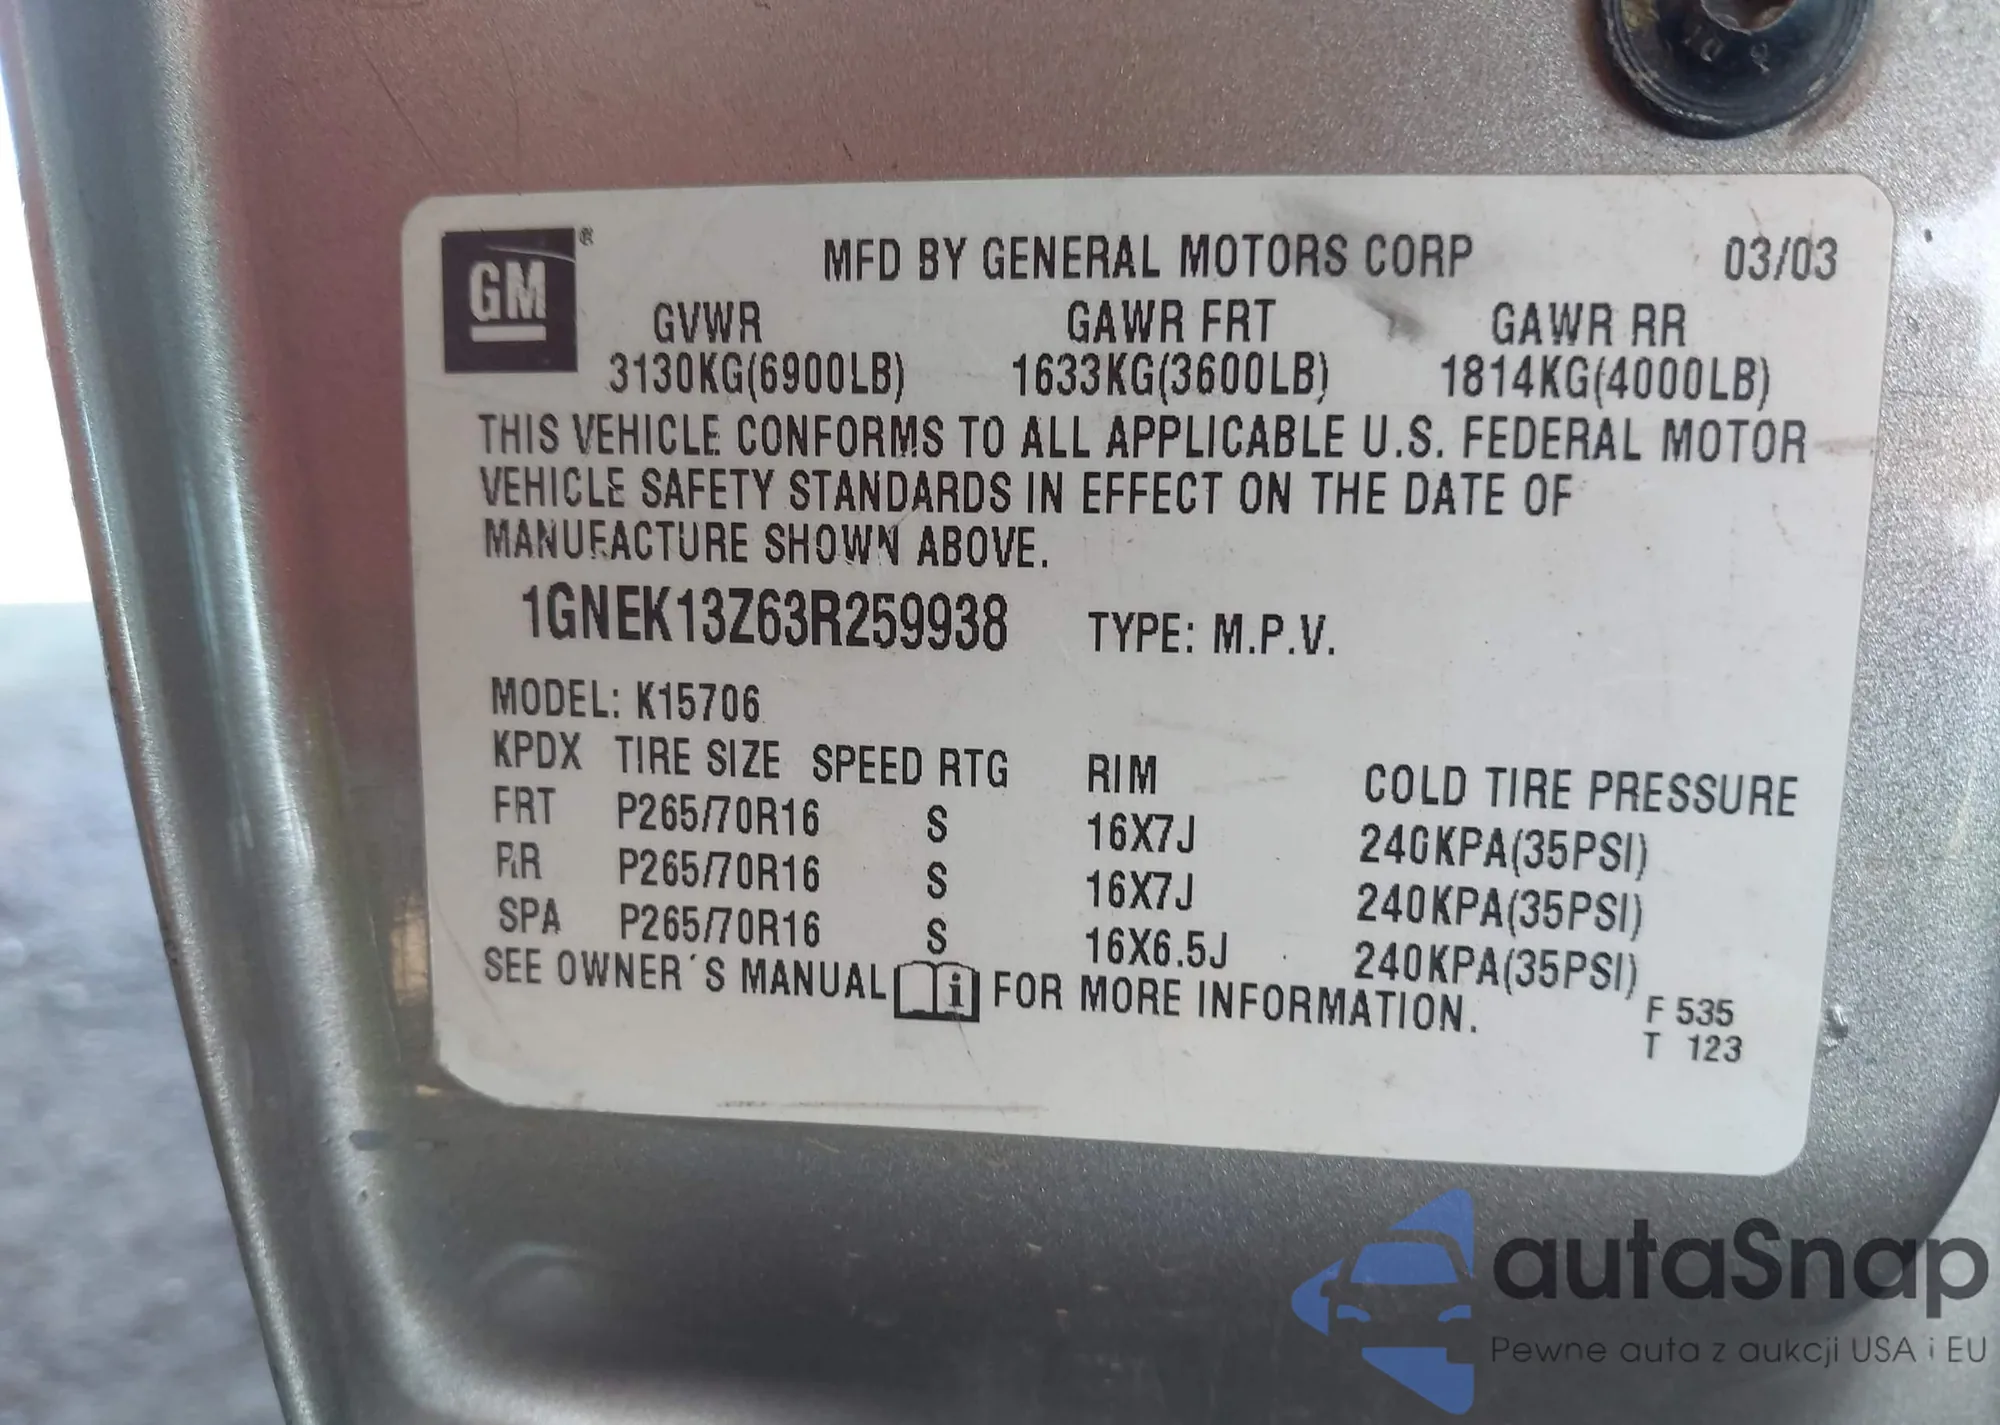 GM®
MFD BY GENERAL MOTORS CORP 03/03
GVWR GAWR FRT GAWR RR
3130KG(6900LB) 1633KG(3600LB) 1814KG(4000LB)
THIS VEHICLE CONFORMS TO ALL APPLICABLE U.S. FEDERAL MOTOR
VEHICLE SAFETY STANDARDS IN EFFECT ON THE DATE OF
MANUFACTURE SHOWN ABOVE.
1GNEK13Z63R259938 TYPE: M.P.V.
MODEL: K15706
KPDX TIRE SIZE SPEED RTG RIM COLD TIRE PRESSURE
FRT P265/70R16 S 16X7J 240KPA(35PSI)
RR P265/70R16 S 16X7J 240KPA(35PSI)
SPA P265/70R16 S 16X6.5J 240KPA(35PSI)
SEE OWNER´S MANUAL i FOR MORE INFORMATION.
F 535
T 123
autaSnap
Pewne auta z aukcji USA i EU